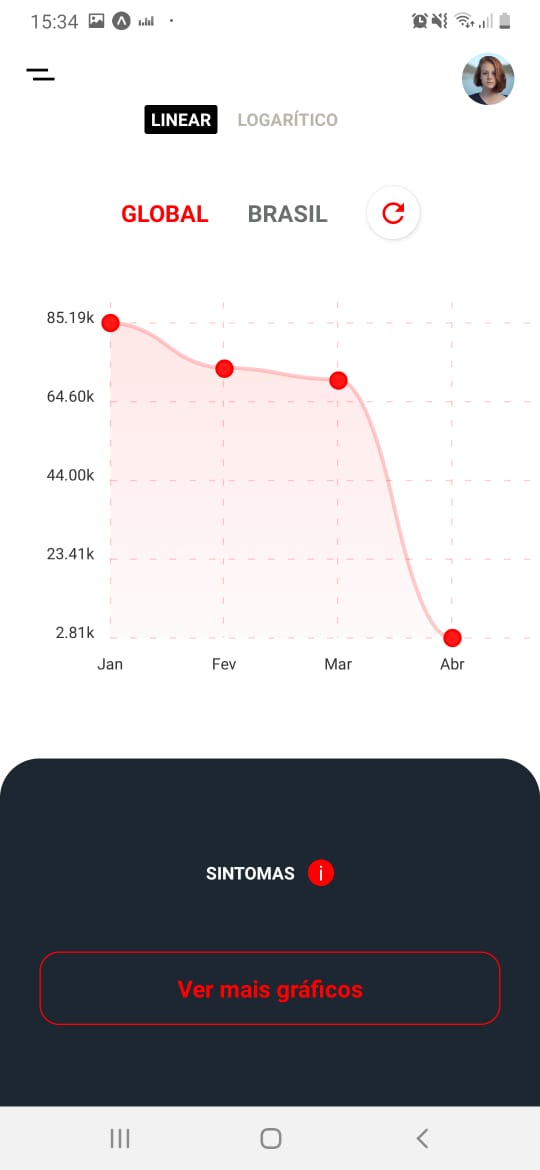 15:34
LINEAR LOGARÍTICO
GLOBAL BRASIL
85.19k
64.60k
44.00k
23.41k
2.81k
Jan Fev Mar Abr
SINTOMAS i
Ver mais gráficos